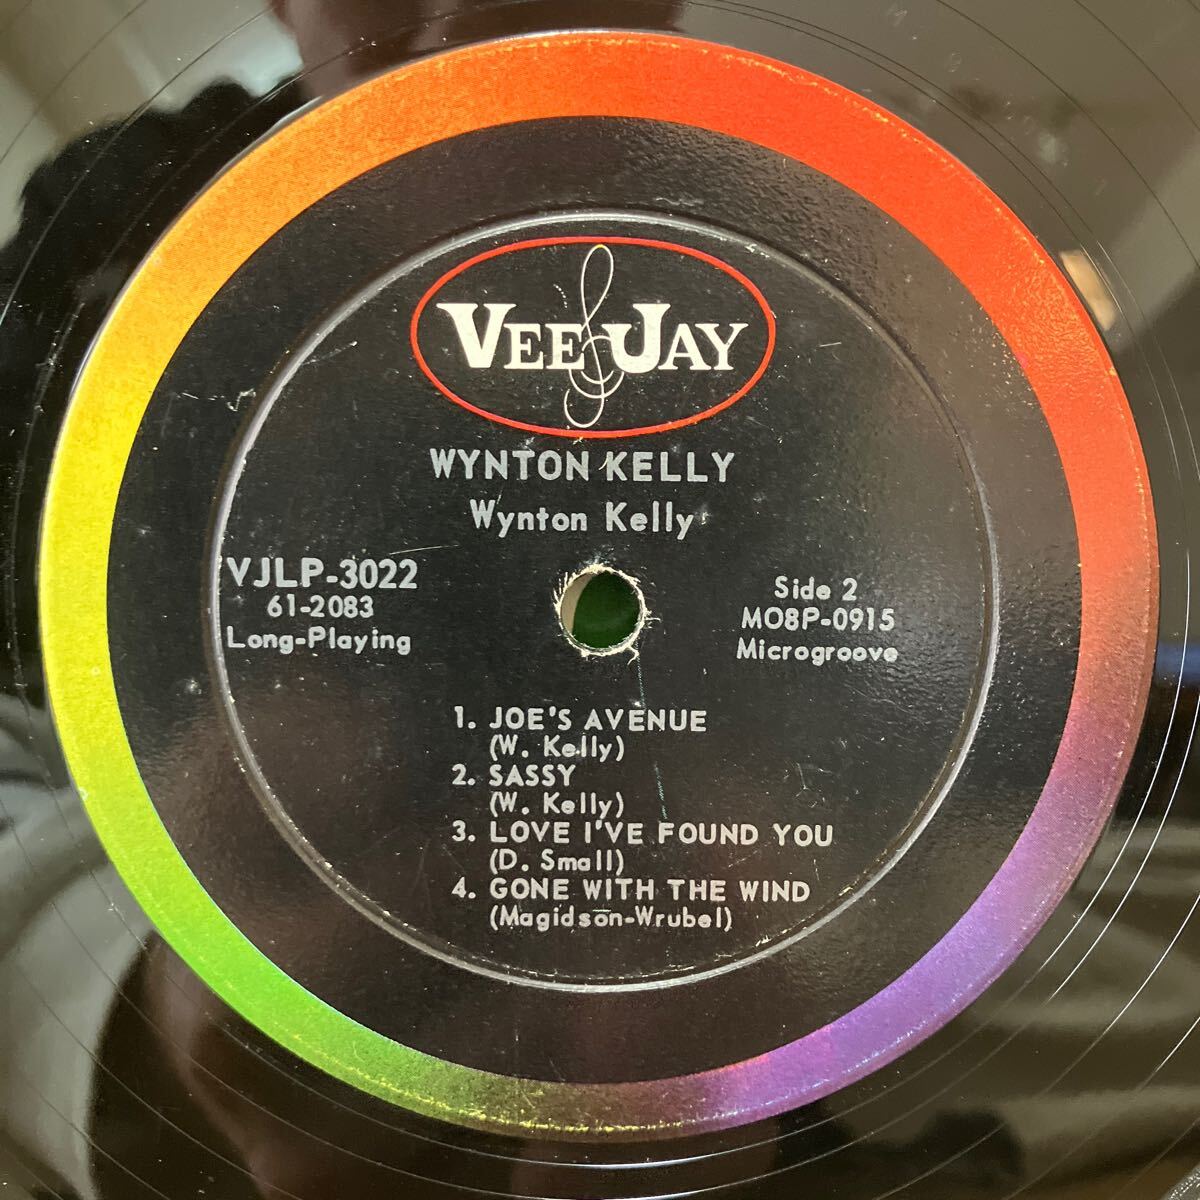 VEE JAY
WYNTON KELLY
Wynton Kelly
VJLP-3022
61-2083
Long-Playing
Side 2
MO8P-0915
Microgroove
1. JOE'S AVENUE
(W. Kelly)
2. SASSY
(W. Kelly)
3. LOVE I'VE FOUND YOU
(D. Small)
4. GONE WITH THE WIND
(Magidson-Wrubel)